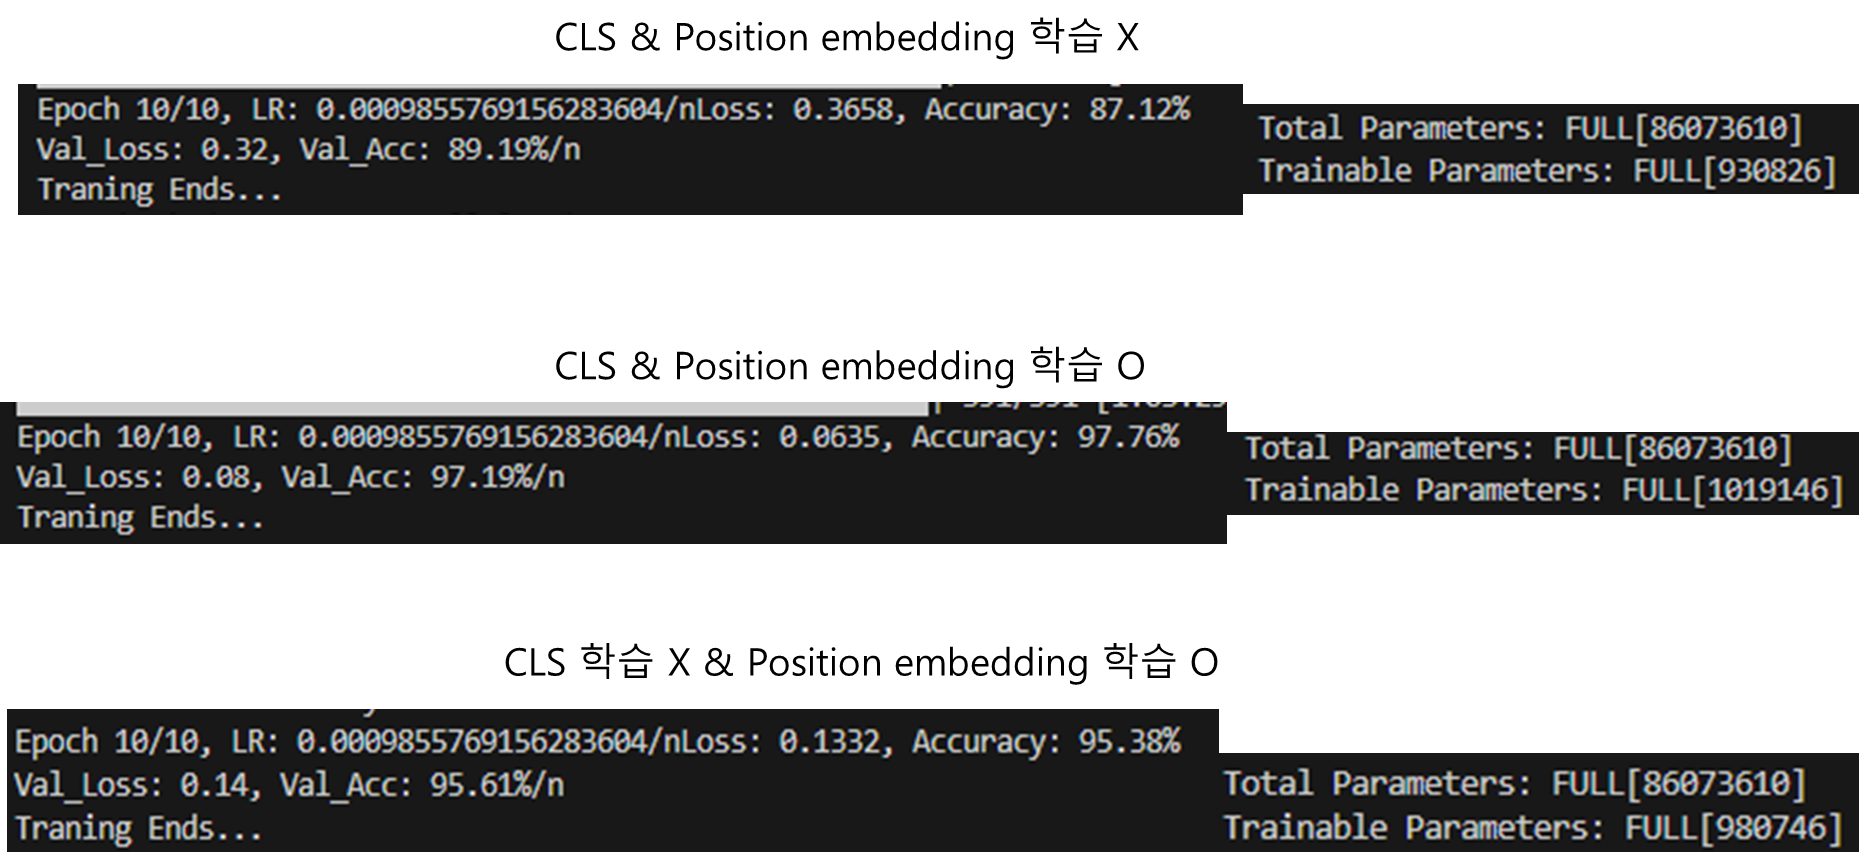 CLS & Position embedding 학습 X
Epoch 10/10, LR: 0.0009855769156283604/nLoss: 0.3658, Accuracy: 87.12%
Val_Loss: 0.32, Val_Acc: 89.19%/n
Traning Ends...
Total Parameters: FULL[86073610]
Trainable Parameters: FULL[930826]
CLS & Position embedding 학습 O
Epoch 10/10, LR: 0.0009855769156283604/nLoss: 0.0635, Accuracy: 97.76%
Val_Loss: 0.08, Val_Acc: 97.19%/n
Traning Ends...
Total Parameters: FULL[86073610]
Trainable Parameters: FULL[1019146]
CLS 학습 X & Position embedding 학습 O
Epoch 10/10, LR: 0.0009855769156283604/nLoss: 0.1332, Accuracy: 95.38%
Val_Loss: 0.14, Val_Acc: 95.61%/n
Traning Ends...
Total Parameters: FULL[86073610]
Trainable Parameters: FULL[980746]